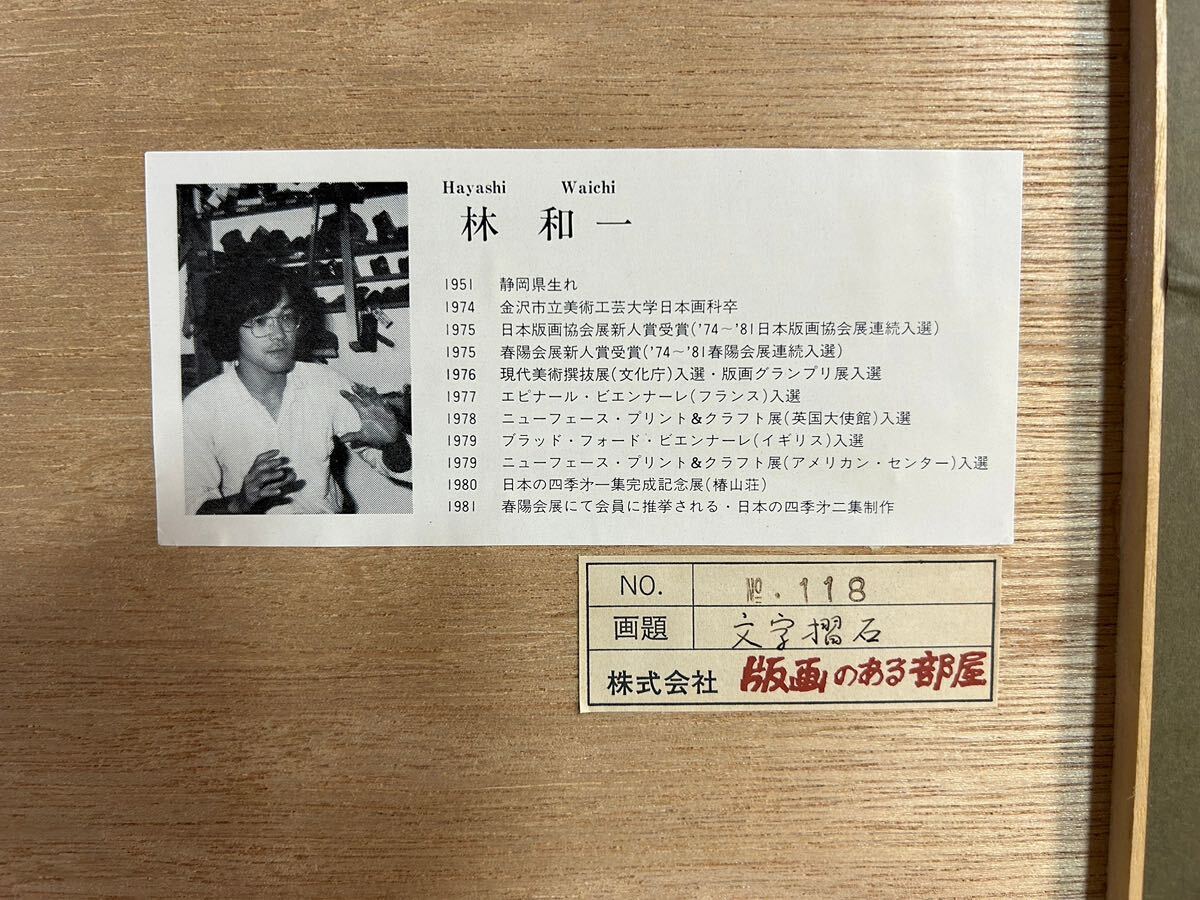 Hayashi Waichi
林 和一
1951 静岡県生れ
1974 金沢市立美術工芸大学日本画科卒
1975 日本版画協会展新人賞受賞('74～'81日本版画協会展連続入選)
1975 春陽会展新人賞受賞('74～'81春陽会展連続入選)
1976 現代美術撰抜展(文化庁)入選・版画グランプリ展入選
1977 エピナール・ビエンナーレ(フランス)入選
1978 ニューフェース・プリント&クラフト展(英国大使館)入選
1979 ブラッド・フォード・ビエンナーレ(イギリス)入選
1979 ニューフェース・プリント&クラフト展(アメリカン・センター)入選
1980 日本の四季㐧一集完成記念展(椿山荘)
1981 春陽会展にて会員に推挙される・日本の四季㐧二集制作
NO. №.118
画題 文字摺石
株式会社 版画のある部屋